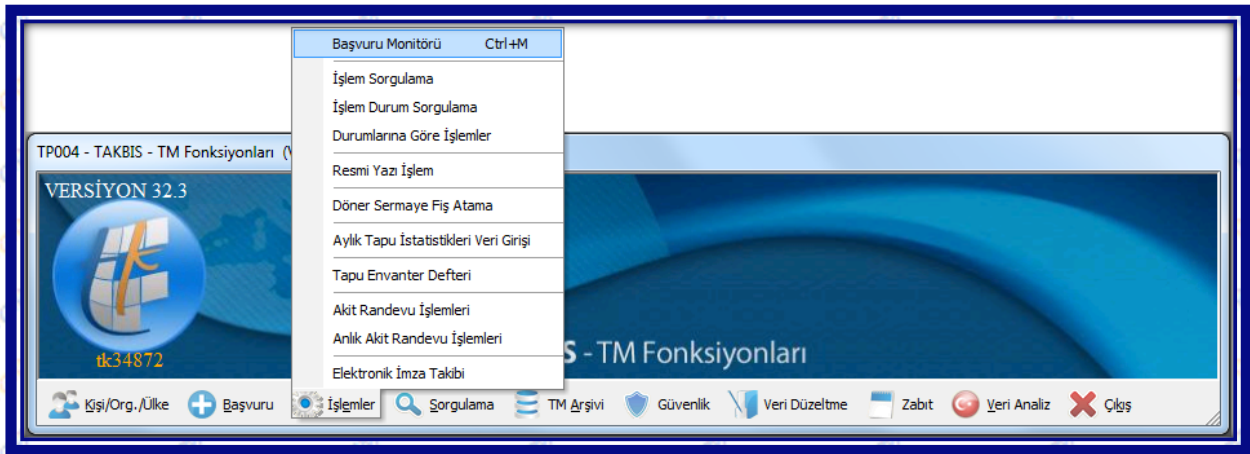 Başvuru Monitörü Ctrl+M
İşlem Sorgulama
İşlem Durum Sorgulama
Durumlarına Göre İşlemler
Resmi Yazı İşlem
Döner Sermaye Fiş Atama
Aylık Tapu İstatistikleri Veri Girişi
Tapu Envanter Defteri
Akit Randevu İşlemleri
Anlık Akit Randevu İşlemleri
Elektronik İmza Takibi
TP004 - TAKBIS - TM Fonksiyonları
VERSİYON 32.3
tk34872
S - TM Fonksiyonları
Kişi/Org./Ülke Başvuru İşlemler Sorgulama TM Arşivi Güvenlik Veri Düzeltme Zabıt Veri Analiz Çıkış